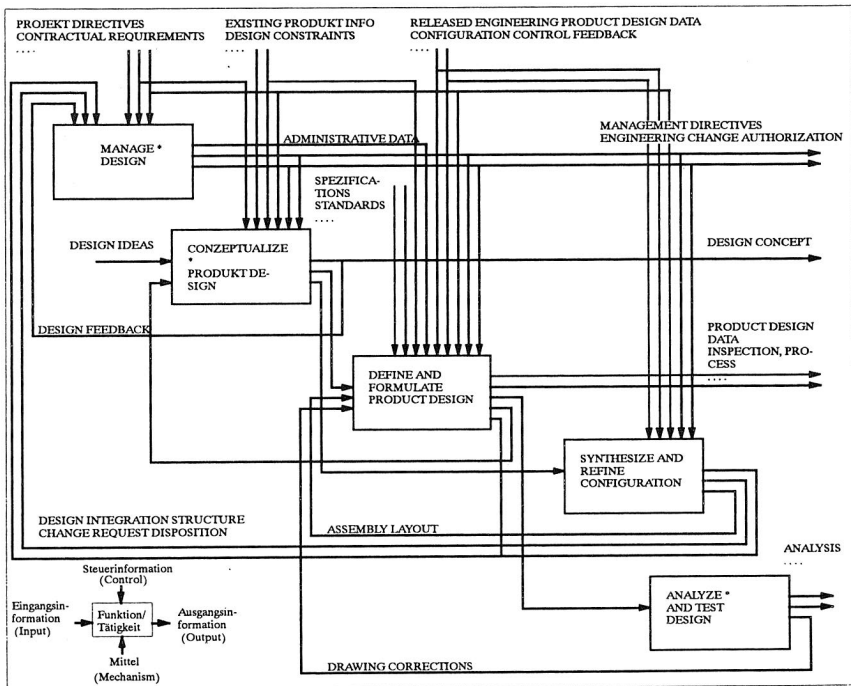 PROJEKT DIRECTIVES
CONTRACTUAL REQUIREMENTS
. . . .
EXISTING PRODUKT INFO
DESIGN CONSTRAINTS
. . . .
RELEASED ENGINEERING PRODUCT DESIGN DATA
CONFIGURATION CONTROL FEEDBACK
. . . .
MANAGE *
DESIGN
ADMINISTRATIVE DATA
MANAGEMENT DIRECTIVES
ENGINEERING CHANGE AUTHORIZATION
SPEZIFICA-
TIONS
STANDARDS
. . . .
DESIGN IDEAS
CONZEPTUALIZE
*
PRODUKT DE-
SIGN
DESIGN CONCEPT
DESIGN FEEDBACK
PRODUCT DESIGN
DATA
INSPECTION, PRO-
CESS
. . . .
DEFINE AND
FORMULATE
PRODUCT DESIGN
SYNTHESIZE AND
REFINE
CONFIGURATION
DESIGN INTEGRATION STRUCTURE
CHANGE REQUEST DISPOSITION
ASSEMBLY LAYOUT
ANALYSIS
. . . .
ANALYZE *
AND TEST
DESIGN
DRAWING CORRECTIONS
Steuerinformation
(Control)
Eingangsin-
formation
(Input)
Funktion/
Tätigkeit
Ausgangsin-
formation
(Output)
Mittel
(Mechanism)